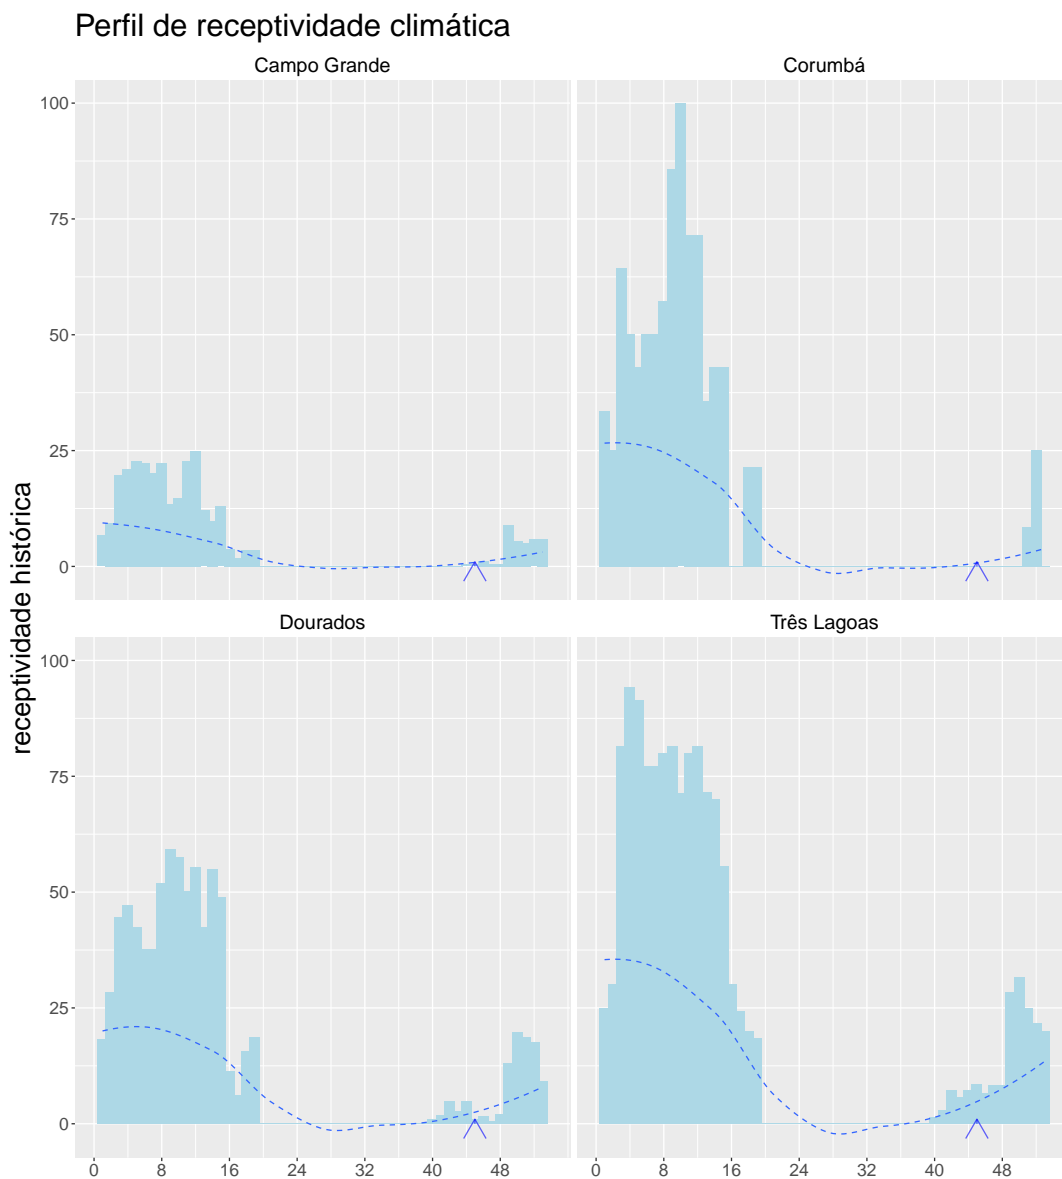 Perfil de receptividade climática
Campo Grande
Corumbá
100
75
50
25
0
receptividade histórica
Dourados
Três Lagoas
100
75
50
25
0
0 8 16 24 32 40 48
0 8 16 24 32 40 48